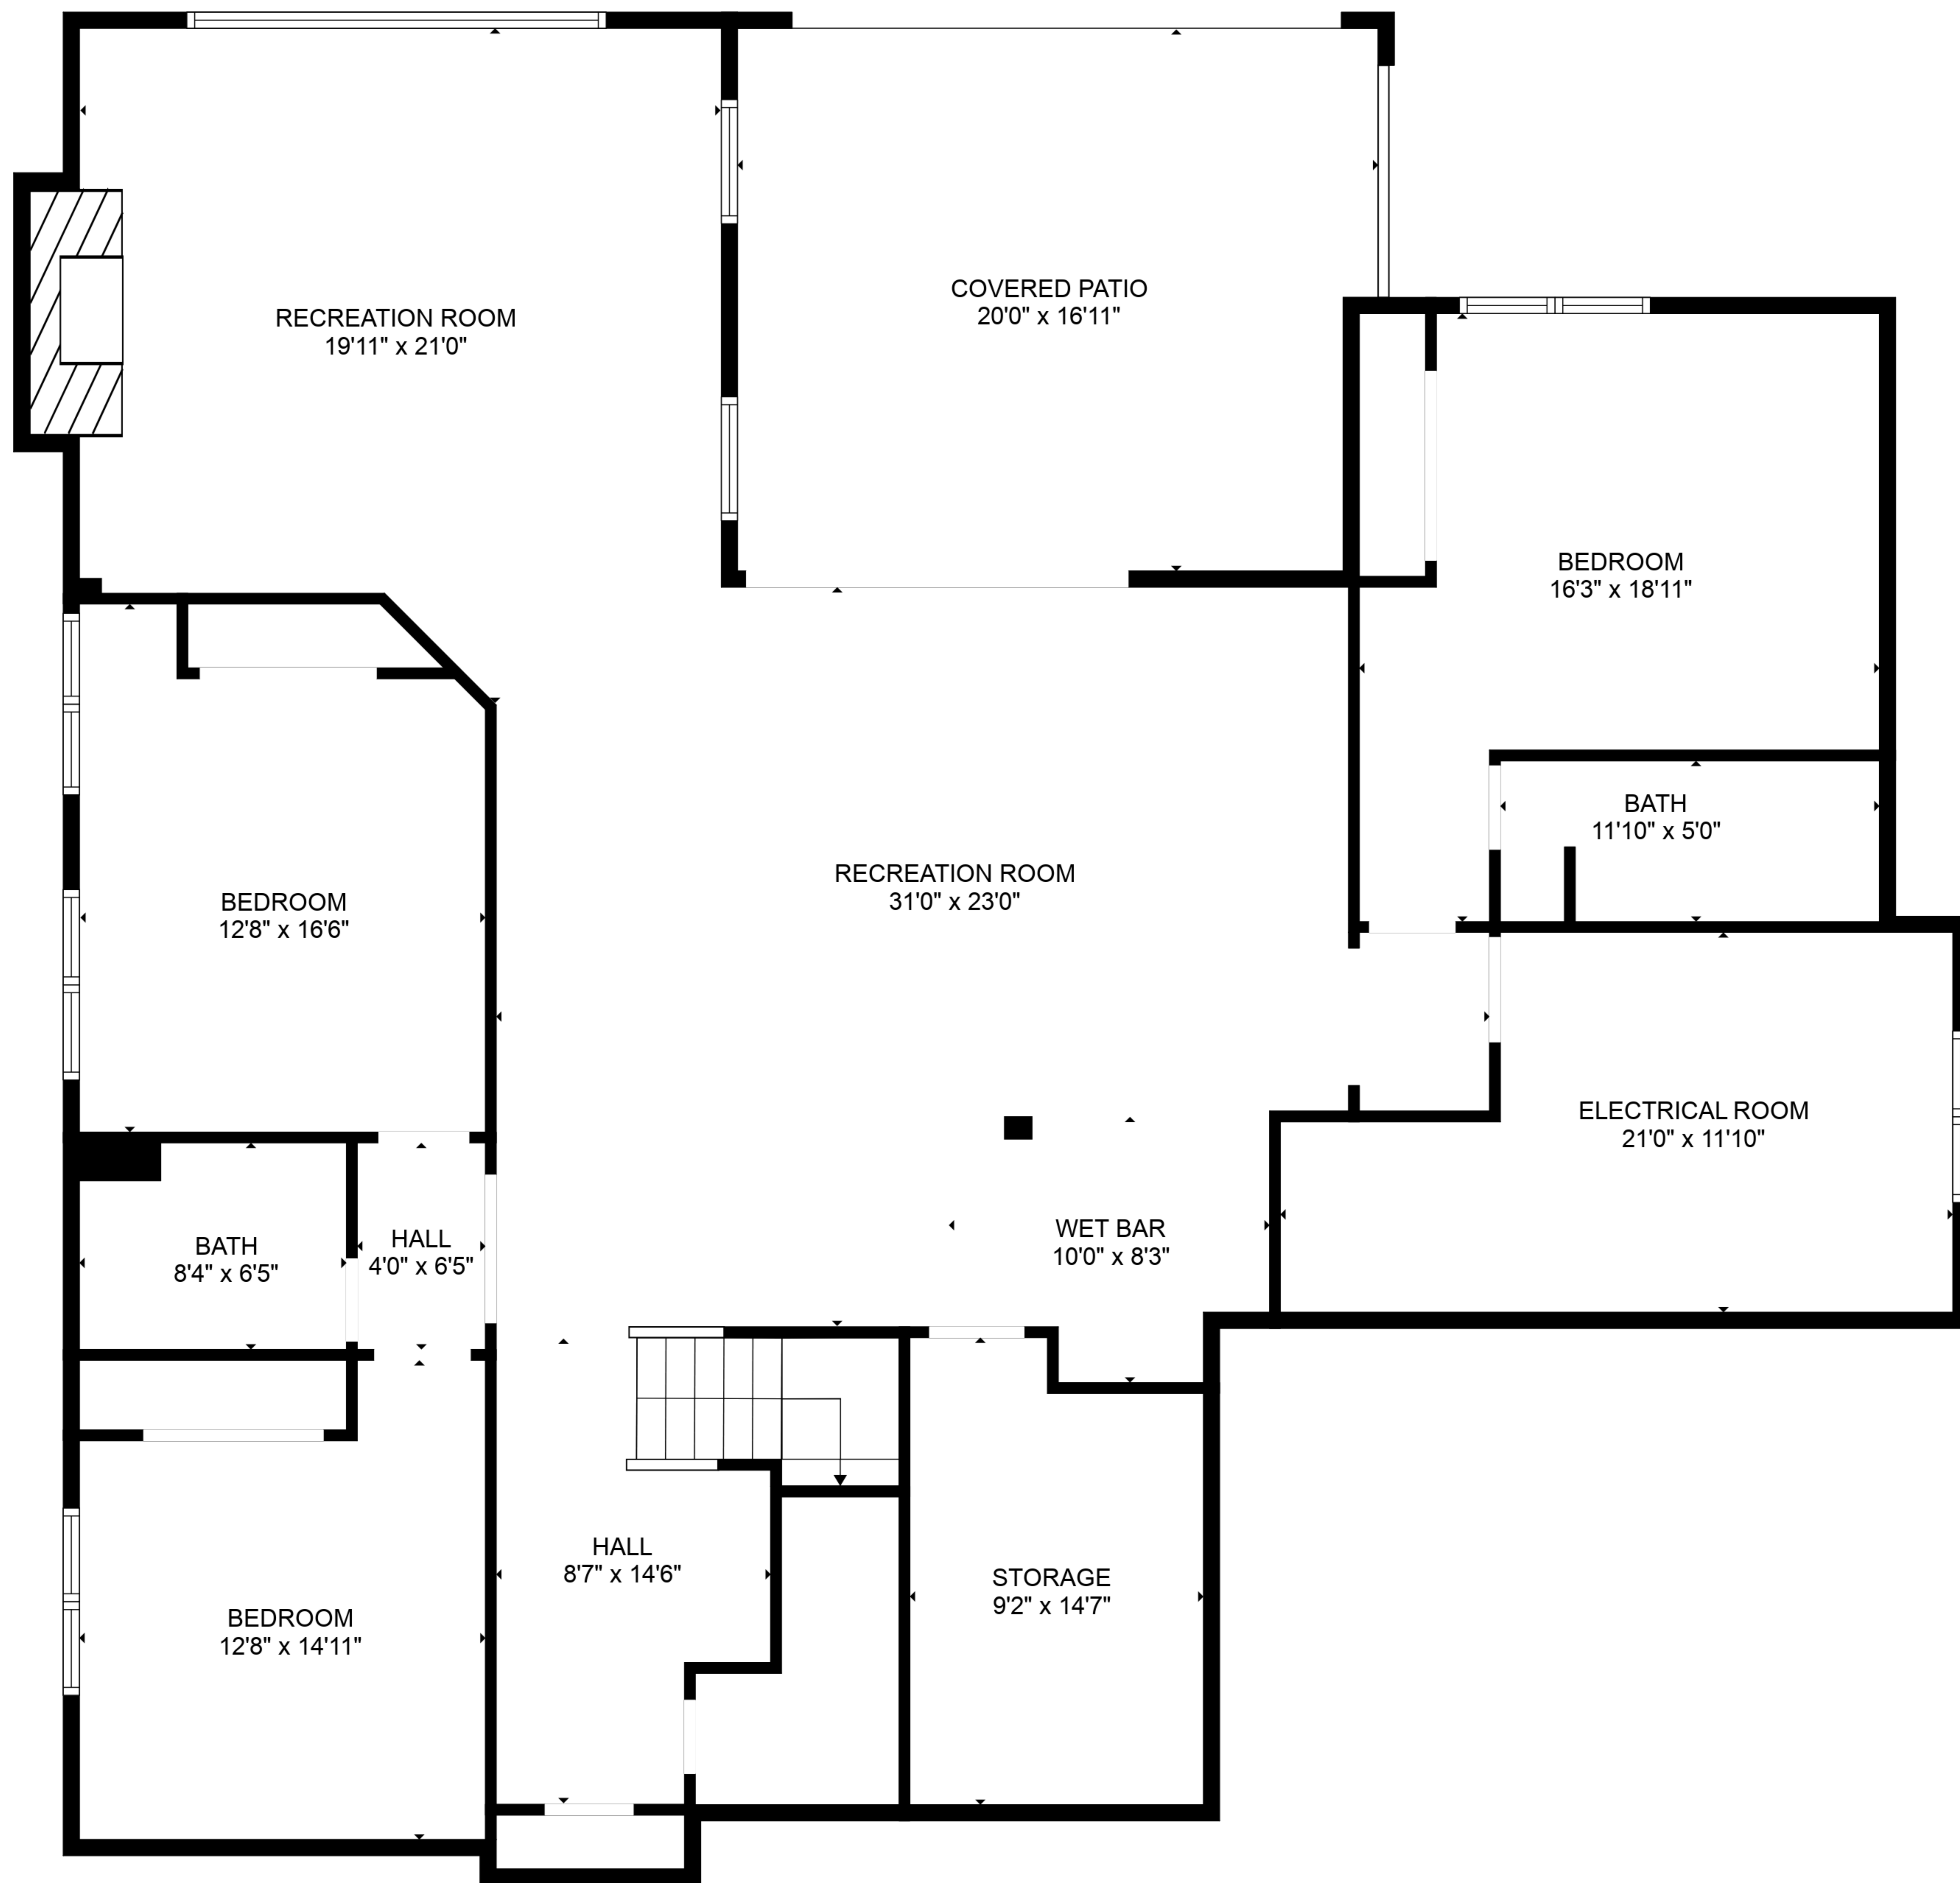 COVERED PATIO
20'0" x 16'11"
RECREATION ROOM
19'11" x 21'0"
BEDROOM
16'3" x 18'11"
BATH
11'10" x 5'0"
RECREATION ROOM
31'0" x 23'0"
BEDROOM
12'8" x 16'6"
ELECTRICAL ROOM
21'0" x 11'10"
WET BAR
10'0" x 8'3"
HALL
4'0" x 6'5"
BATH
8'4" x 6'5"
HALL
8'7" x 14'6"
STORAGE
9'2" x 14'7"
BEDROOM
12'8" x 14'11"